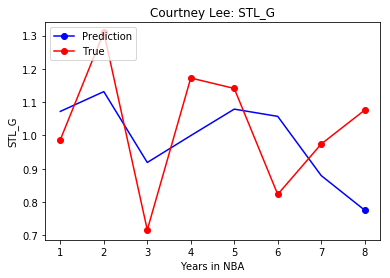 Courtney Lee: STL_G
Prediction
True
1.3
1.2
1.1
1.0
0.9
0.8
0.7
STL_G
1 2 3 4 5 6 7 8
Years in NBA